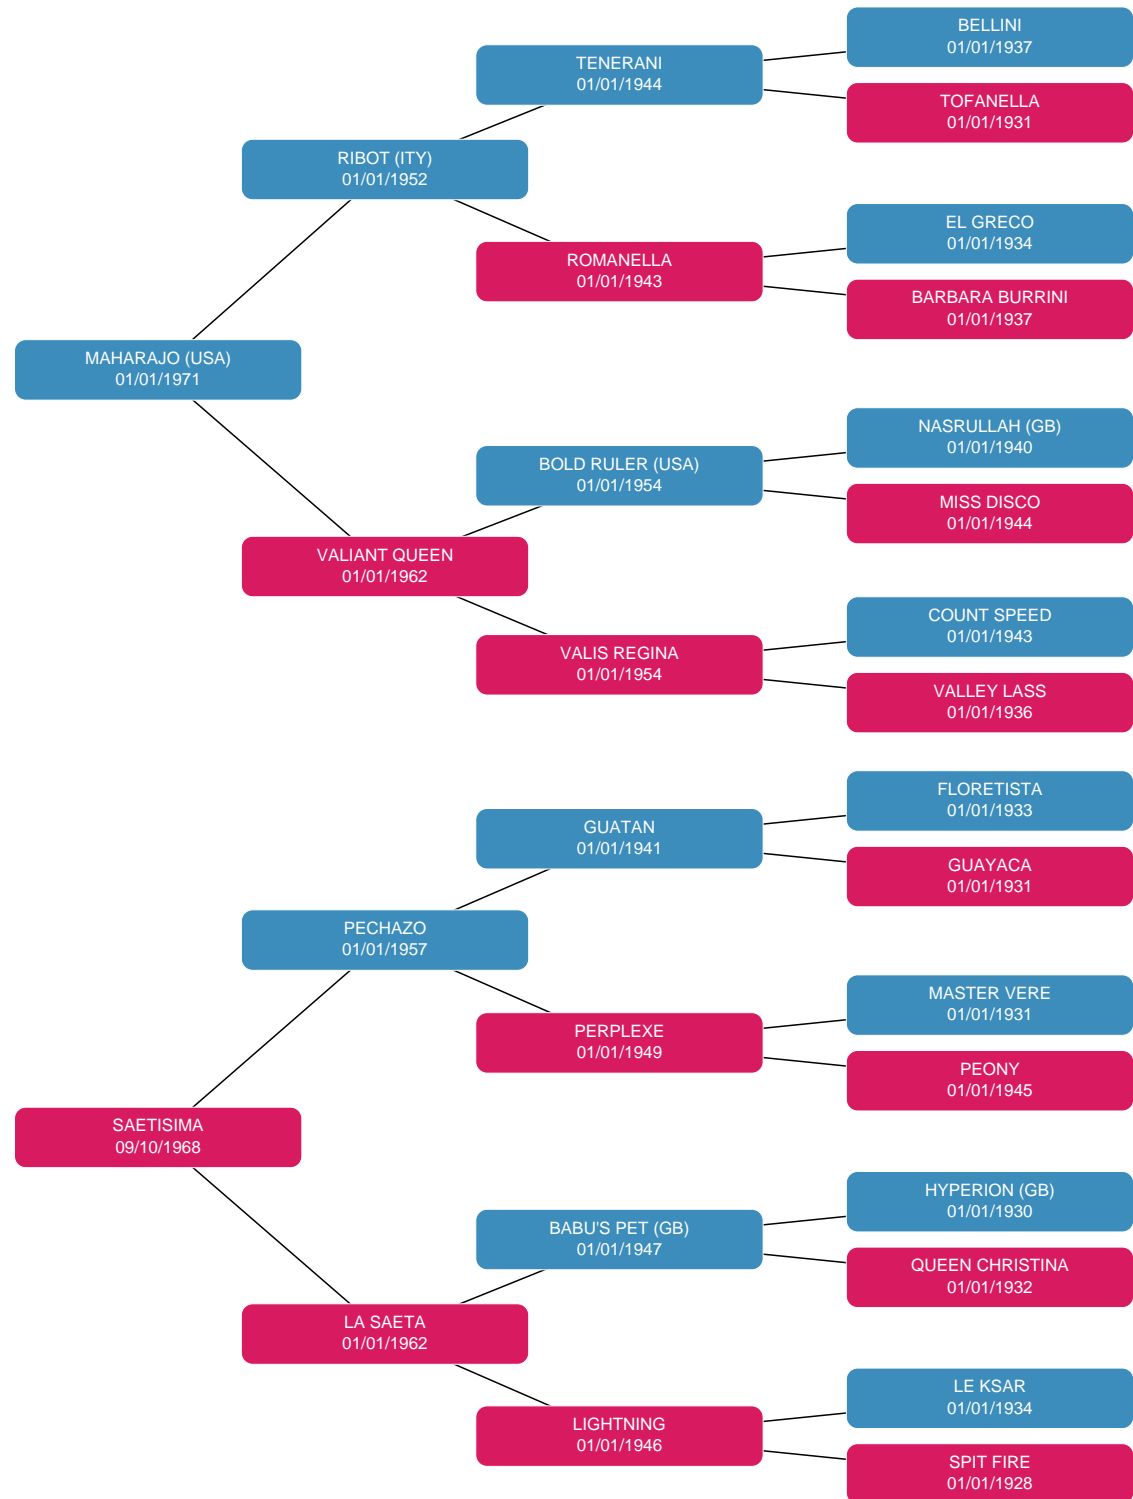 BELLINI
01/01/1937
TENERANI
01/01/1944
TOFANELLA
01/01/1931
RIBOT (ITY)
01/01/1952
EL GRECO
01/01/1934
ROMANELLA
01/01/1943
BARBARA BURRINI
01/01/1937
MAHARAJO (USA)
01/01/1971
NASRULLAH (GB)
01/01/1940
BOLD RULER (USA)
01/01/1954
MISS DISCO
01/01/1944
VALIANT QUEEN
01/01/1962
COUNT SPEED
01/01/1943
VALIS REGINA
01/01/1954
VALLEY LASS
01/01/1936
FLORETISTA
01/01/1933
GUATAN
01/01/1941
GUAYACA
01/01/1931
PECHAZO
01/01/1957
MASTER VERE
01/01/1931
PERPLEXE
01/01/1949
PEONY
01/01/1945
SAETISIMA
09/10/1968
HYPERION (GB)
01/01/1930
BABU'S PET (GB)
01/01/1947
QUEEN CHRISTINA
01/01/1932
LA SAETA
01/01/1962
LE KSAR
01/01/1934
LIGHTNING
01/01/1946
SPIT FIRE
01/01/1928